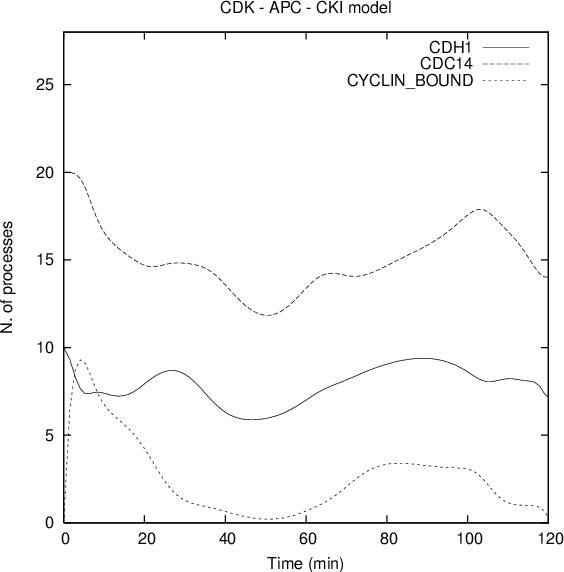 CDK - APC - CKI model
CDH1
CDC14
CYCLIN_BOUND
25
20
15
10
5
0
N. of processes
0 20 40 60 80 100 120
Time (min)